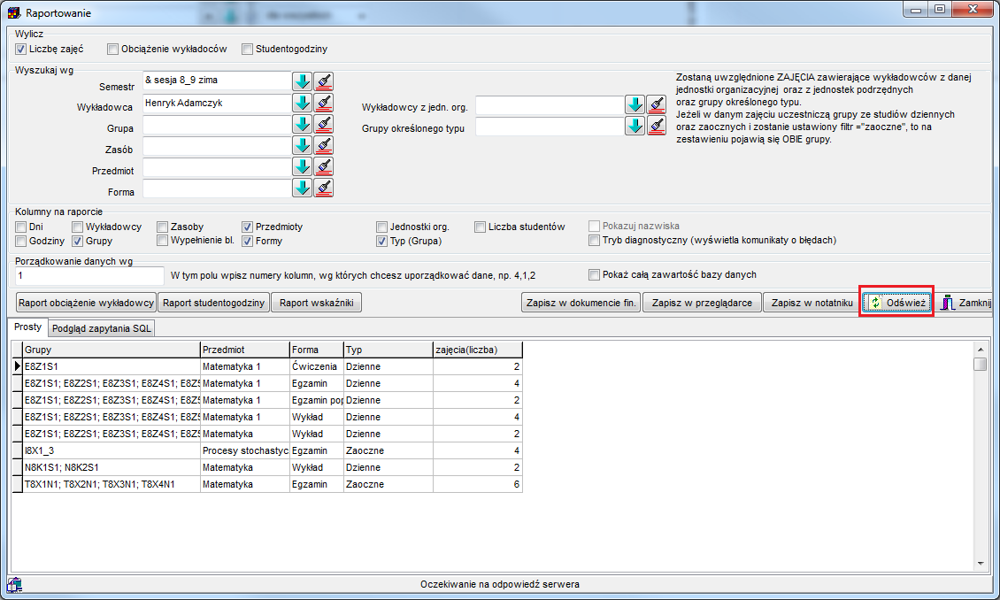 Raportowanie
Wylicz
Liczbę zajęć Obciążenie wykładoców Studentogodziny
Wyszukaj wg
Semestr & sesja 8_9 zima
Wykładowca Henryk Adamczyk
Grupa
Zasób
Przedmiot
Forma
Wykładowcy z jedn. org.
Grupy określonego typu
Zostaną uwzględnione ZAJĘCIA zawierające wykładowców z danej
jednostki organizacyjnej oraz z jednostek podrzędnych
oraz grupy określonego typu.
Jeżeli w danym zajęciu uczestniczą grupy ze studiów dziennych
oraz zaocznych i zostanie ustawiony filtr ="zaoczne", to na
zestawieniu pojawią się OBIE grupy.
Kolumny na raporcie
Dni Wykładowcy Zasoby Przedmioty Jednostki org. Liczba studentów Pokazuj nazwiska
Godziny Grupy Wypełnienie bl. Formy Typ (Grupa) Tryb diagnostyczny (wyświetla komunikaty o błędach)
Porządkowanie danych wg
1 W tym polu wpisz numery kolumn, wg których chcesz uporządkować dane, np. 4,1,2 Pokaż całą zawartość bazy danych
Raport obciążenie wykładowcy Raport studentogodziny Raport wskaźniki Zapisz w dokumencie fin. Zapisz w przeglądarce Zapisz w notatniku Odśwież Zamknij
Prosty Podgląd zapytania SQL
Grupy Przedmiot Forma Typ zajęcia(liczba)
E8Z1S1 Matematyka 1 Ćwiczenia Dzienne 2
E8Z1S1; E8Z2S1; E8Z3S1; E8Z4S1; E8Z5 Matematyka 1 Egzamin Dzienne 4
E8Z1S1; E8Z2S1; E8Z3S1; E8Z4S1; E8Z5 Matematyka 1 Egzamin pop Dzienne 2
E8Z1S1; E8Z2S1; E8Z3S1; E8Z4S1; E8Z5 Matematyka 1 Wykład Dzienne 4
E8Z1S1; E8Z2S1; E8Z3S1; E8Z4S1; E8Z5 Matematyka Wykład Dzienne 2
I8X1_3 Procesy stochastyc Egzamin Zaoczne 4
N8K1S1; N8K2S1 Matematyka Wykład Dzienne 2
T8X1N1; T8X2N1; T8X3N1; T8X4N1 Matematyka Egzamin Zaoczne 6
Oczekiwanie na odpowiedź serwera